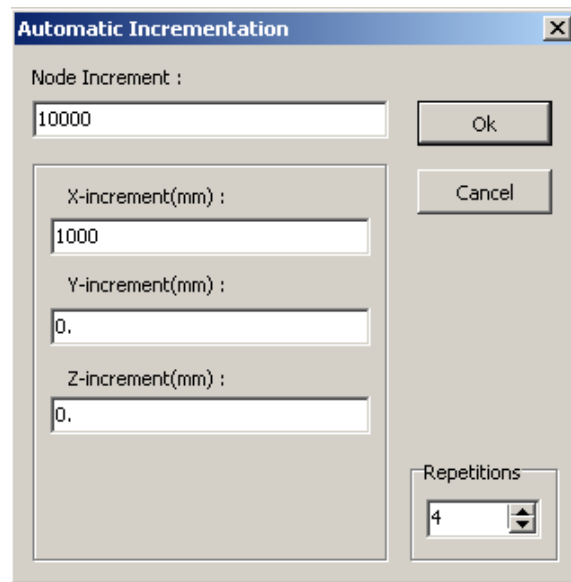 Automatic Incrementation
Node Increment :
10000
Ok
Cancel
X-increment(mm) :
1000
Y-increment(mm) :
0.
Z-increment(mm) :
0.
Repetitions
4